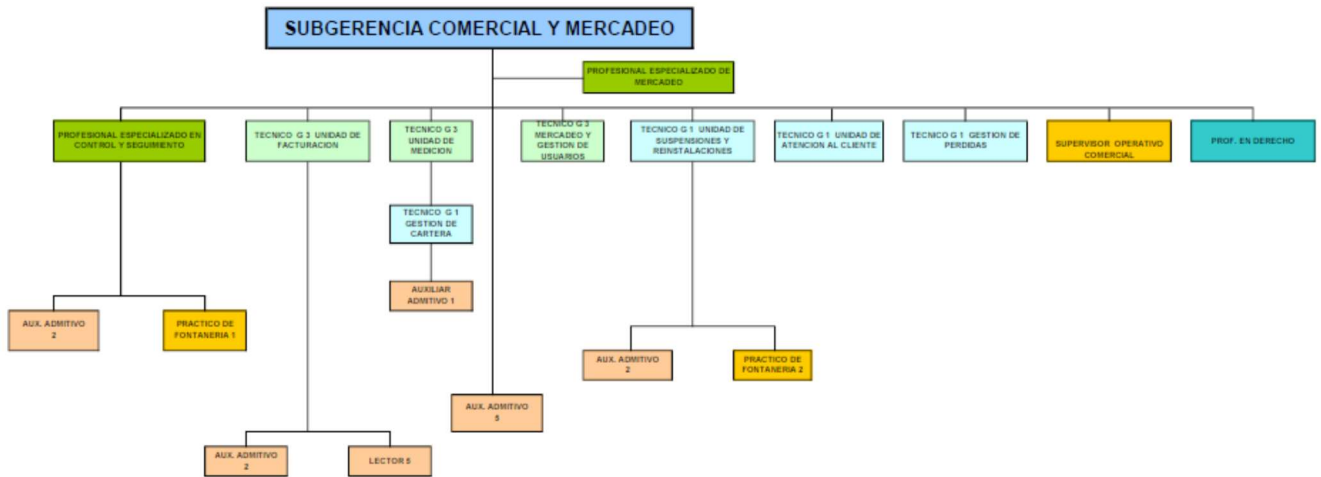 SUBGERENCIA COMERCIAL Y MERCADEO
PROFESIONAL ESPECIALIZADO DE
MERCADEO
PROFESIONAL ESPECIALIZADO EN
CONTROL Y SEGUIMIENTO
TECNICO G 3 UNIDAD DE
FACTURACION
TECNICO G 3
UNIDAD DE
MEDICION
TECNICO G 3
MERCADEO Y
GESTION DE
USUARIOS
TECNICO G 1 UNIDAD DE
SUSPENSIONES Y
REINSTALACIONES
TECNICO G 1 UNIDAD DE
ATENCION AL CLIENTE
TECNICO G 1 GESTION DE
PERDIDAS
SUPERVISOR OPERATIVO
COMERCIAL
PROF. EN DERECHO
TECNICO G 1
GESTION DE
CARTERA
AUXILIAR
ADMITIVO 1
AUX. ADMITIVO
2
PRACTICO DE
FONTANERIA 1
AUX. ADMITIVO
2
PRACTICO DE
FONTANERIA 2
AUX. ADMITIVO
5
AUX. ADMITIVO
2
LECTOR 5